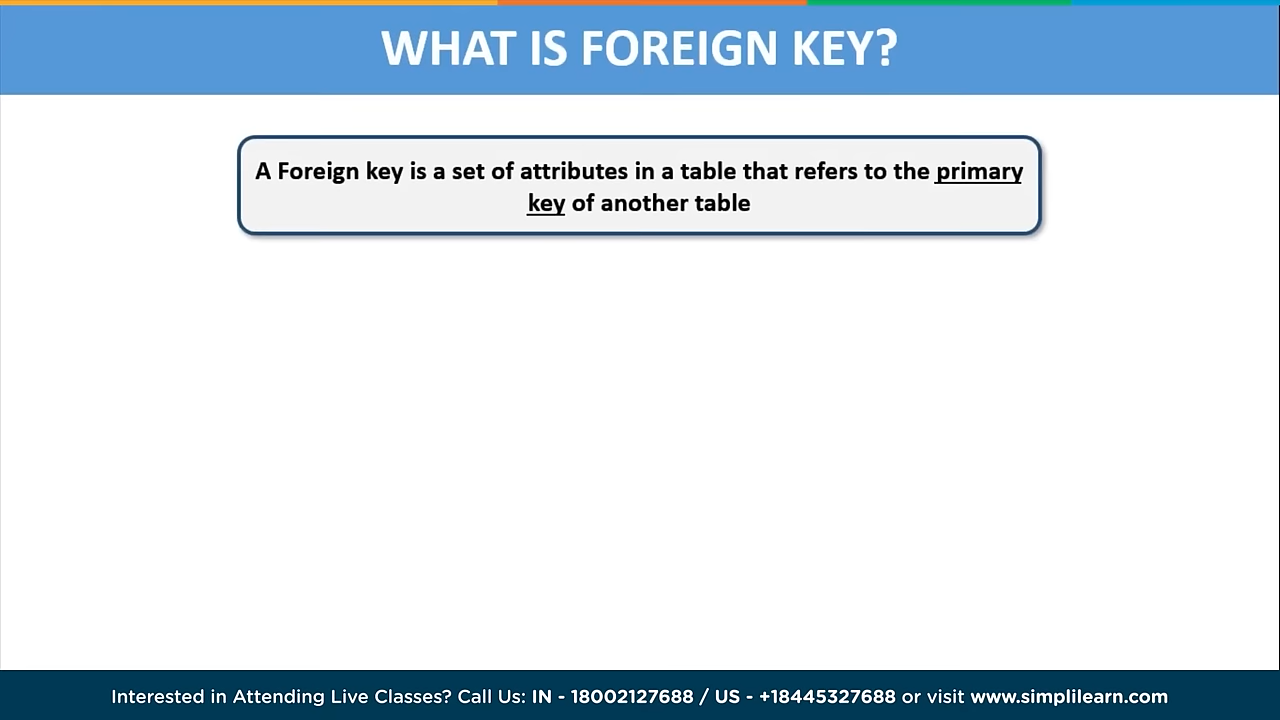 WHAT IS FOREIGN KEY?
A Foreign key is a set of attributes in a table that refers to the primary
key of another table
Interested in Attending Live Classes? Call Us: IN - 18002127688 / US - +18445327688 or visit www.simplilearn.com